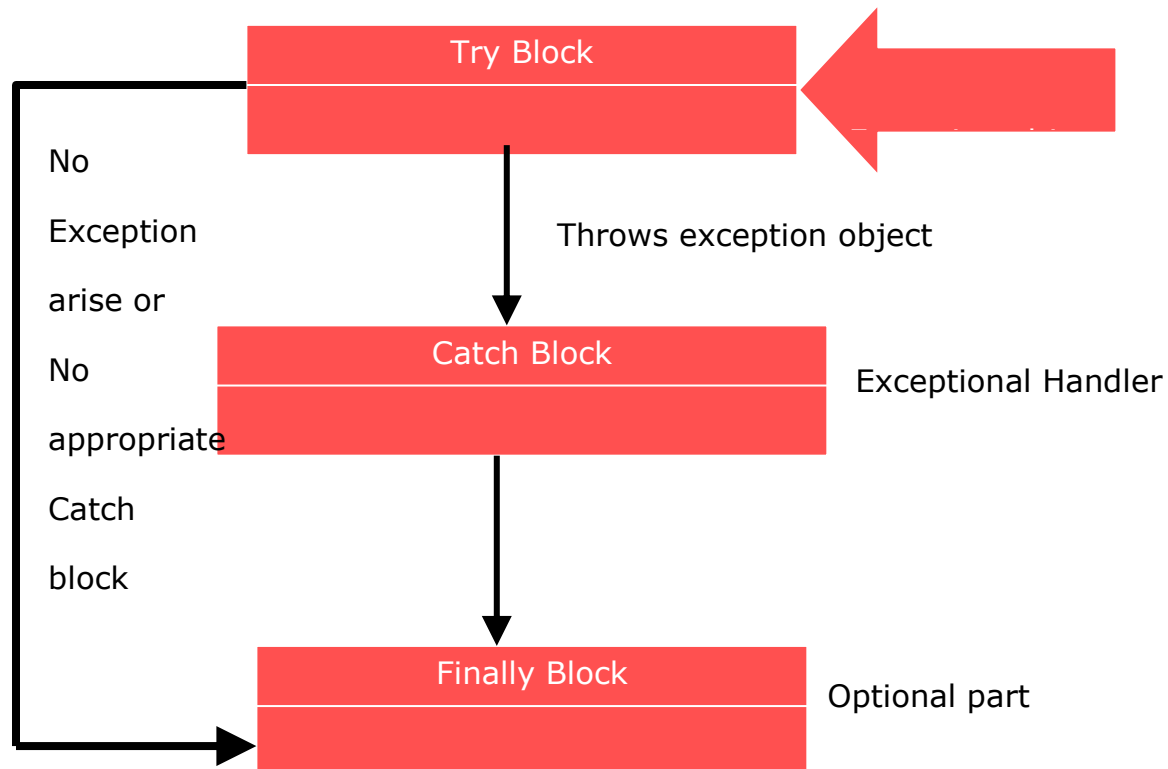 Try Block
No
Exception
arise or
No
appropriate
Catch
block
Throws exception object
Catch Block
Exceptional Handler
Finally Block
Optional part